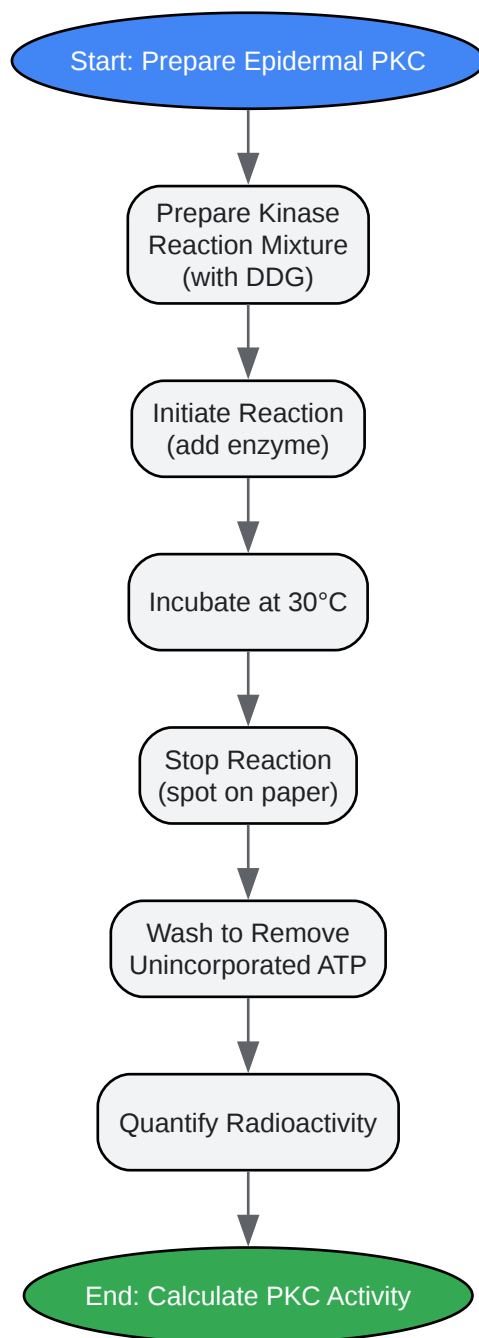 Start: Prepare Epidermal PKC
Prepare Kinase
Reaction Mixture
(with DDG)
Initiate Reaction
(add enzyme)
Incubate at 30°C
Stop Reaction
(spot on paper)
Wash to Remove
Unincorporated ATP
Quantify Radioactivity
End: Calculate PKC Activity